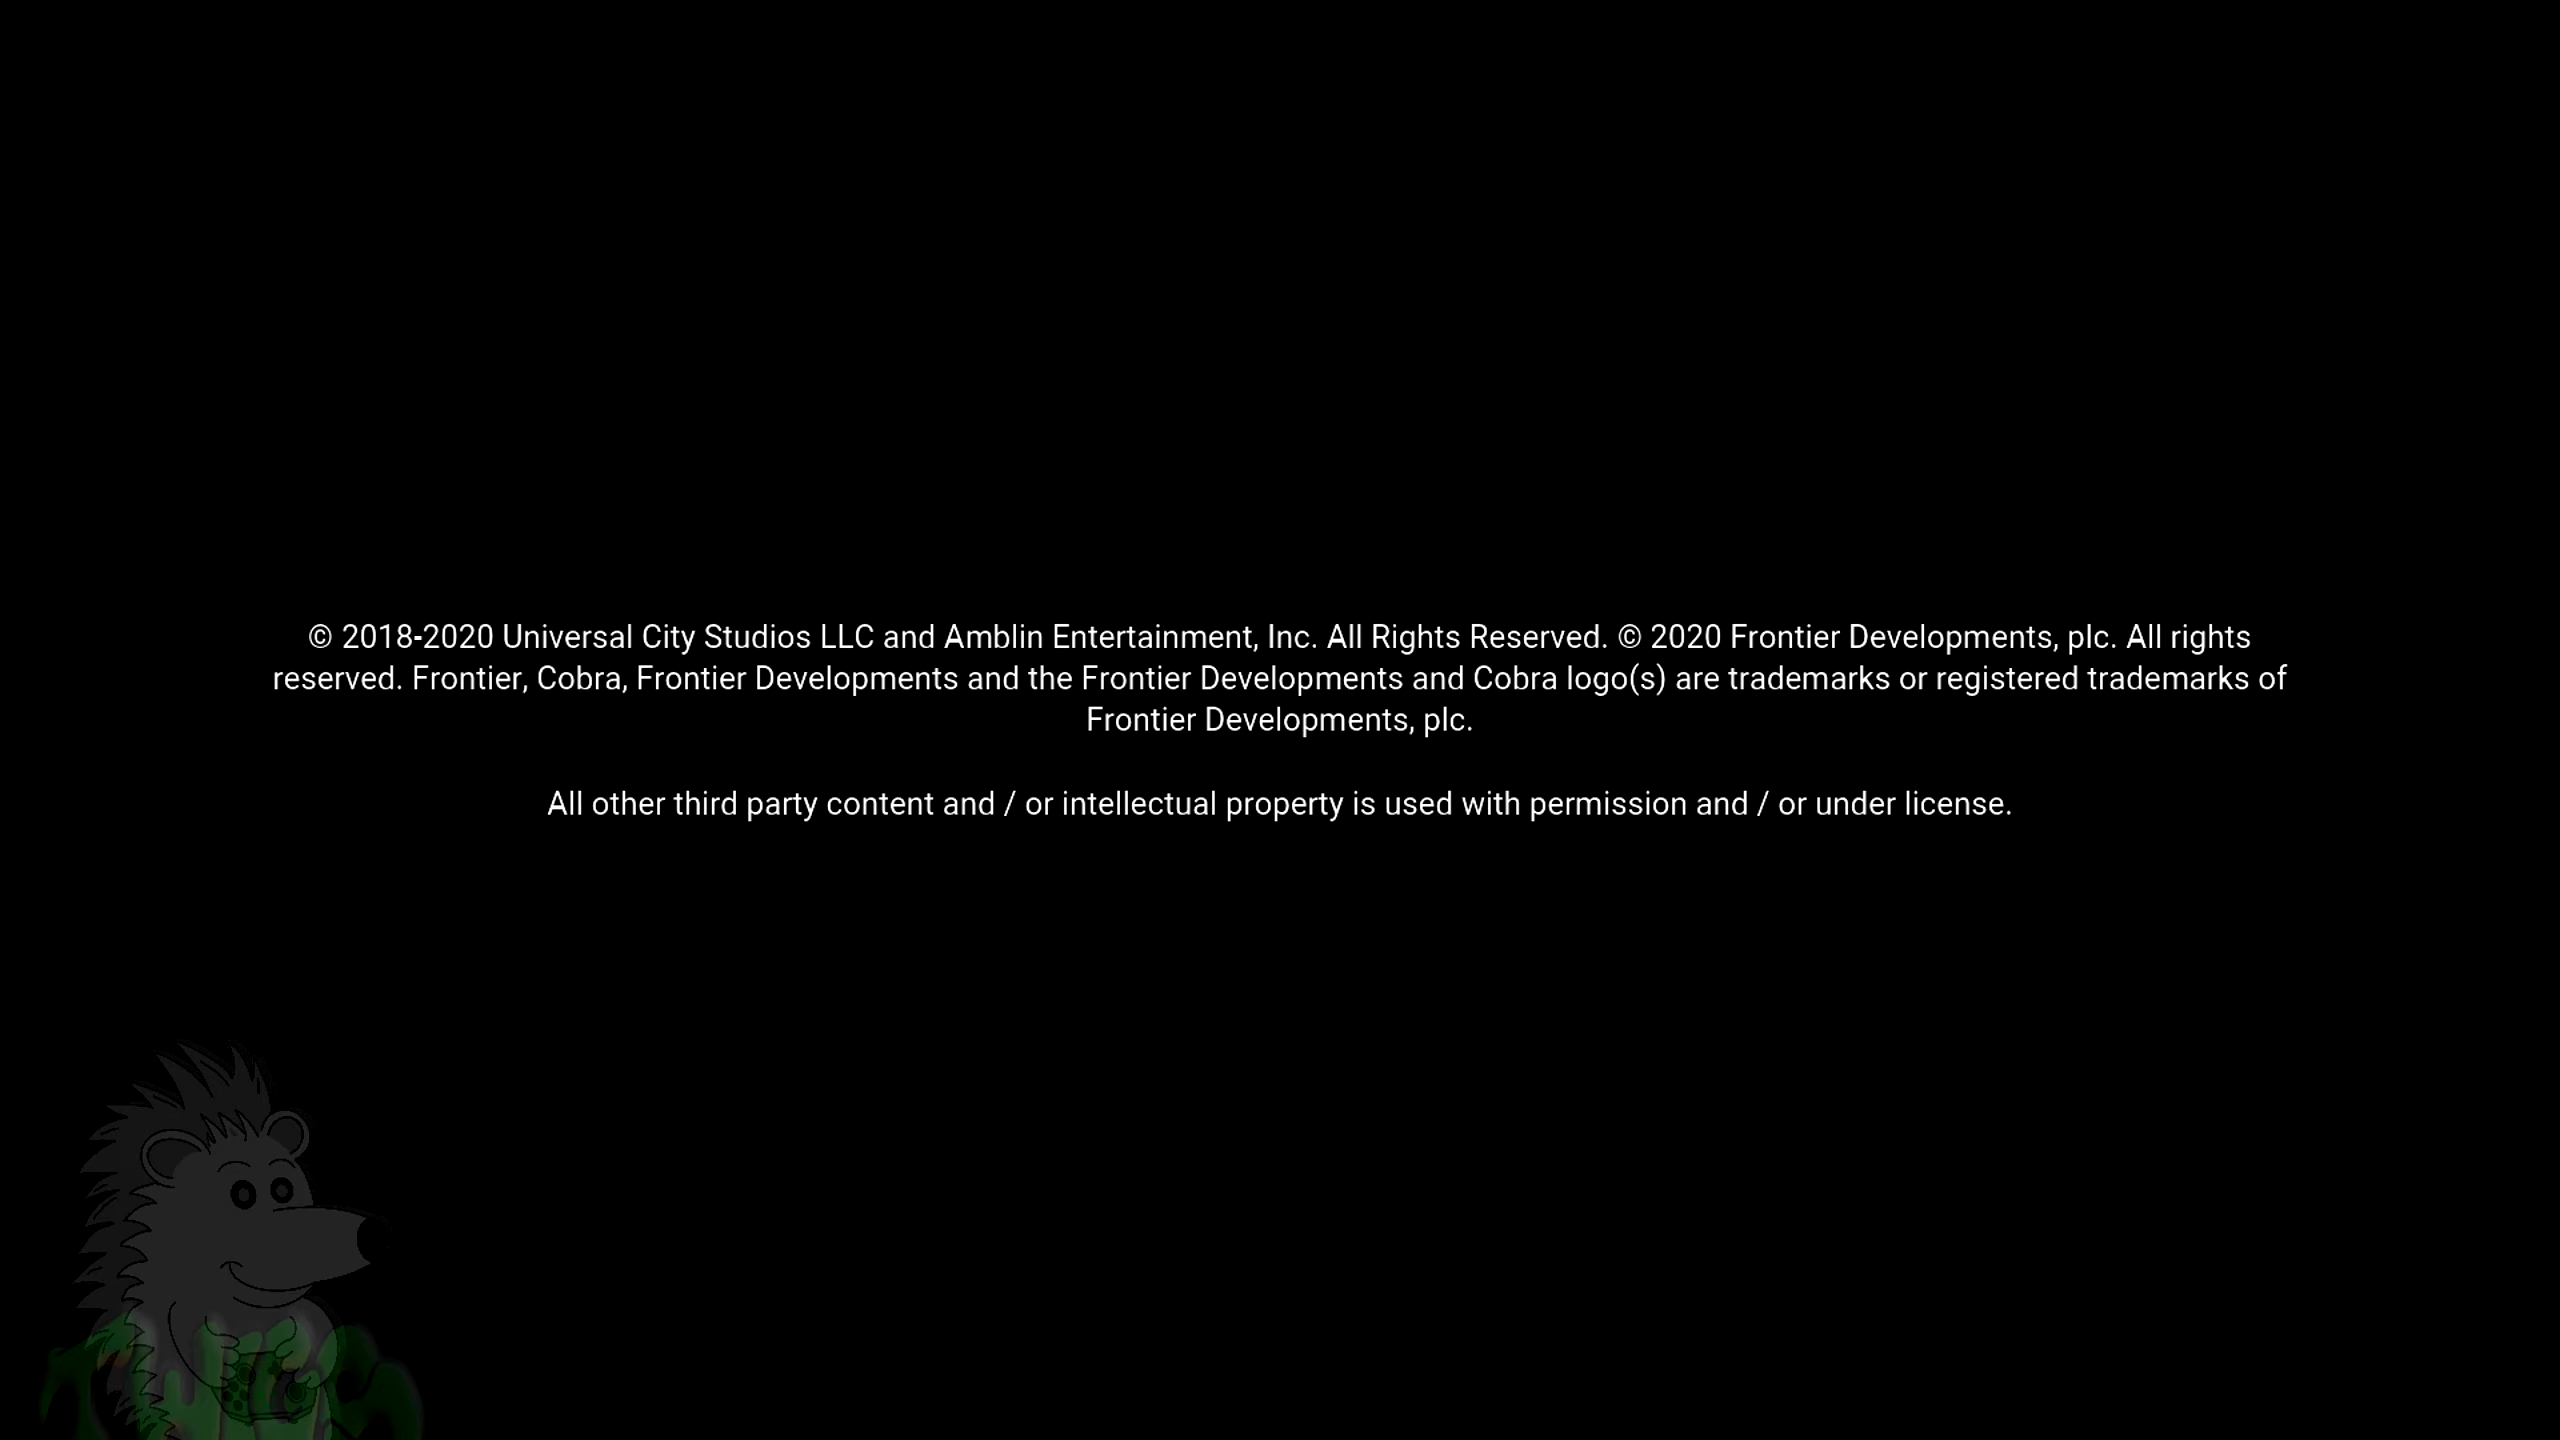 © 2018-2020 Universal City Studios LLC and Amblin Entertainment, Inc. All Rights Reserved. © 2020 Frontier Developments, plc. All rights
reserved. Frontier, Cobra, Frontier Developments and the Frontier Developments and Cobra logo(s) are trademarks or registered trademarks of
Frontier Developments, plc.
All other third party content and / or intellectual property is used with permission and / or under license.